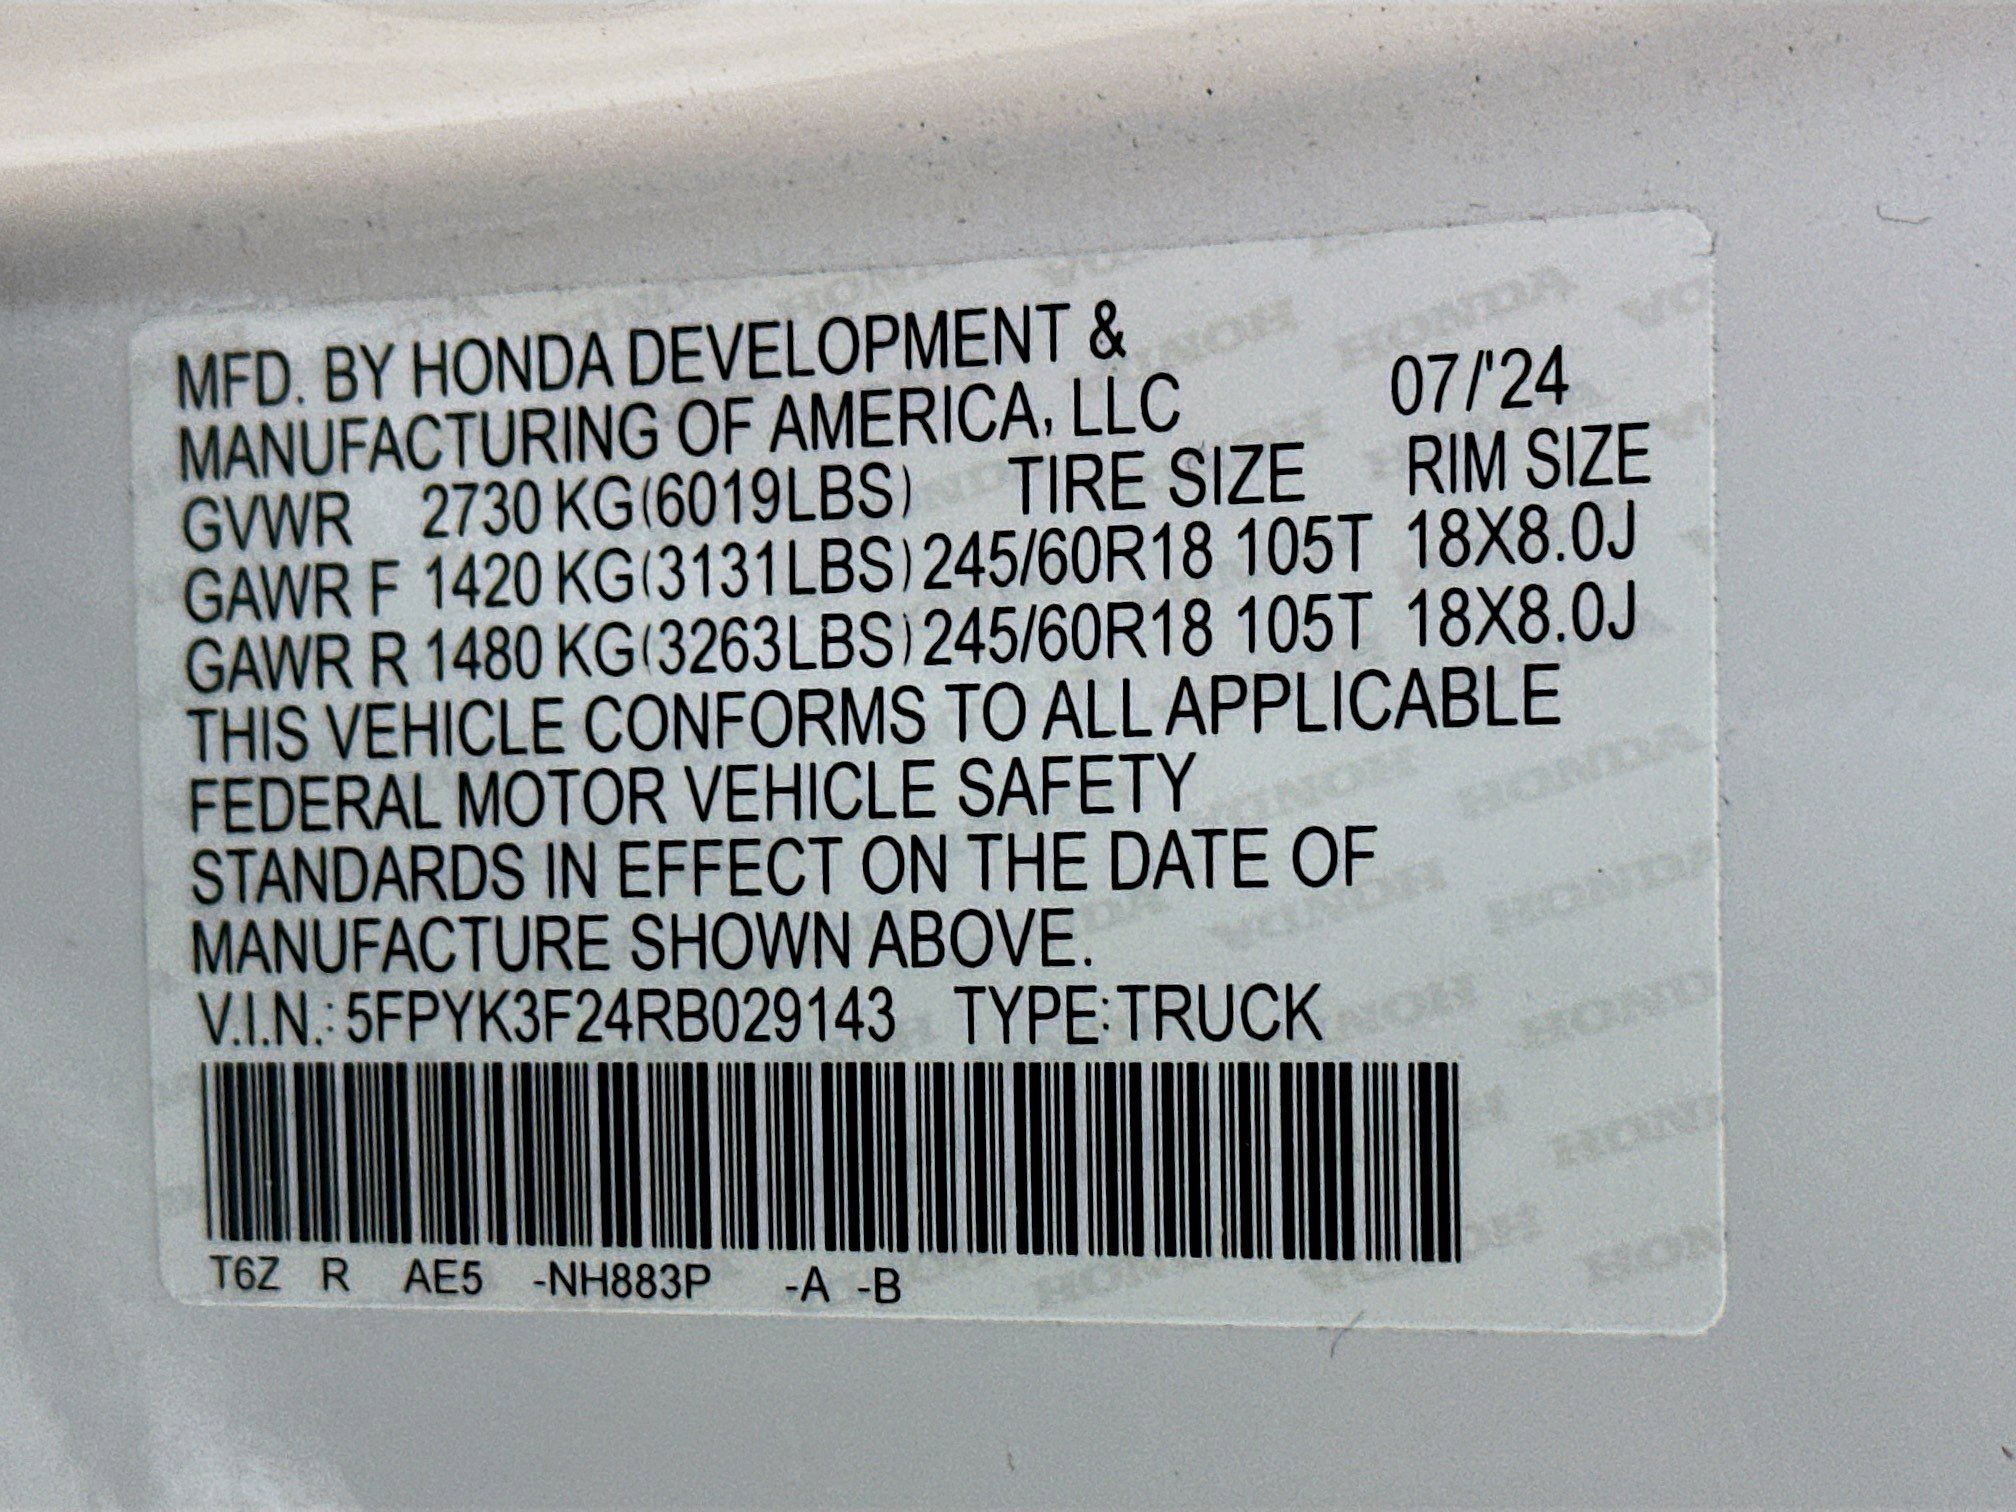 MFD. BY HONDA DEVELOPMENT &
MANUFACTURING OF AMERICA, LLC 07/'24
GVWR 2730 KG(6019LBS) TIRE SIZE RIM SIZE
GAWR F 1420 KG(3131LBS) 245/60R18 105T 18X8.0J
GAWR R 1480 KG(3263LBS) 245/60R18 105T 18X8.0J
THIS VEHICLE CONFORMS TO ALL APPLICABLE
FEDERAL MOTOR VEHICLE SAFETY
STANDARDS IN EFFECT ON THE DATE OF
MANUFACTURE SHOWN ABOVE.
V.I.N.: 5FPYK3F24RB029143 TYPE:TRUCK
T6Z R AE5 -NH883P -A -B